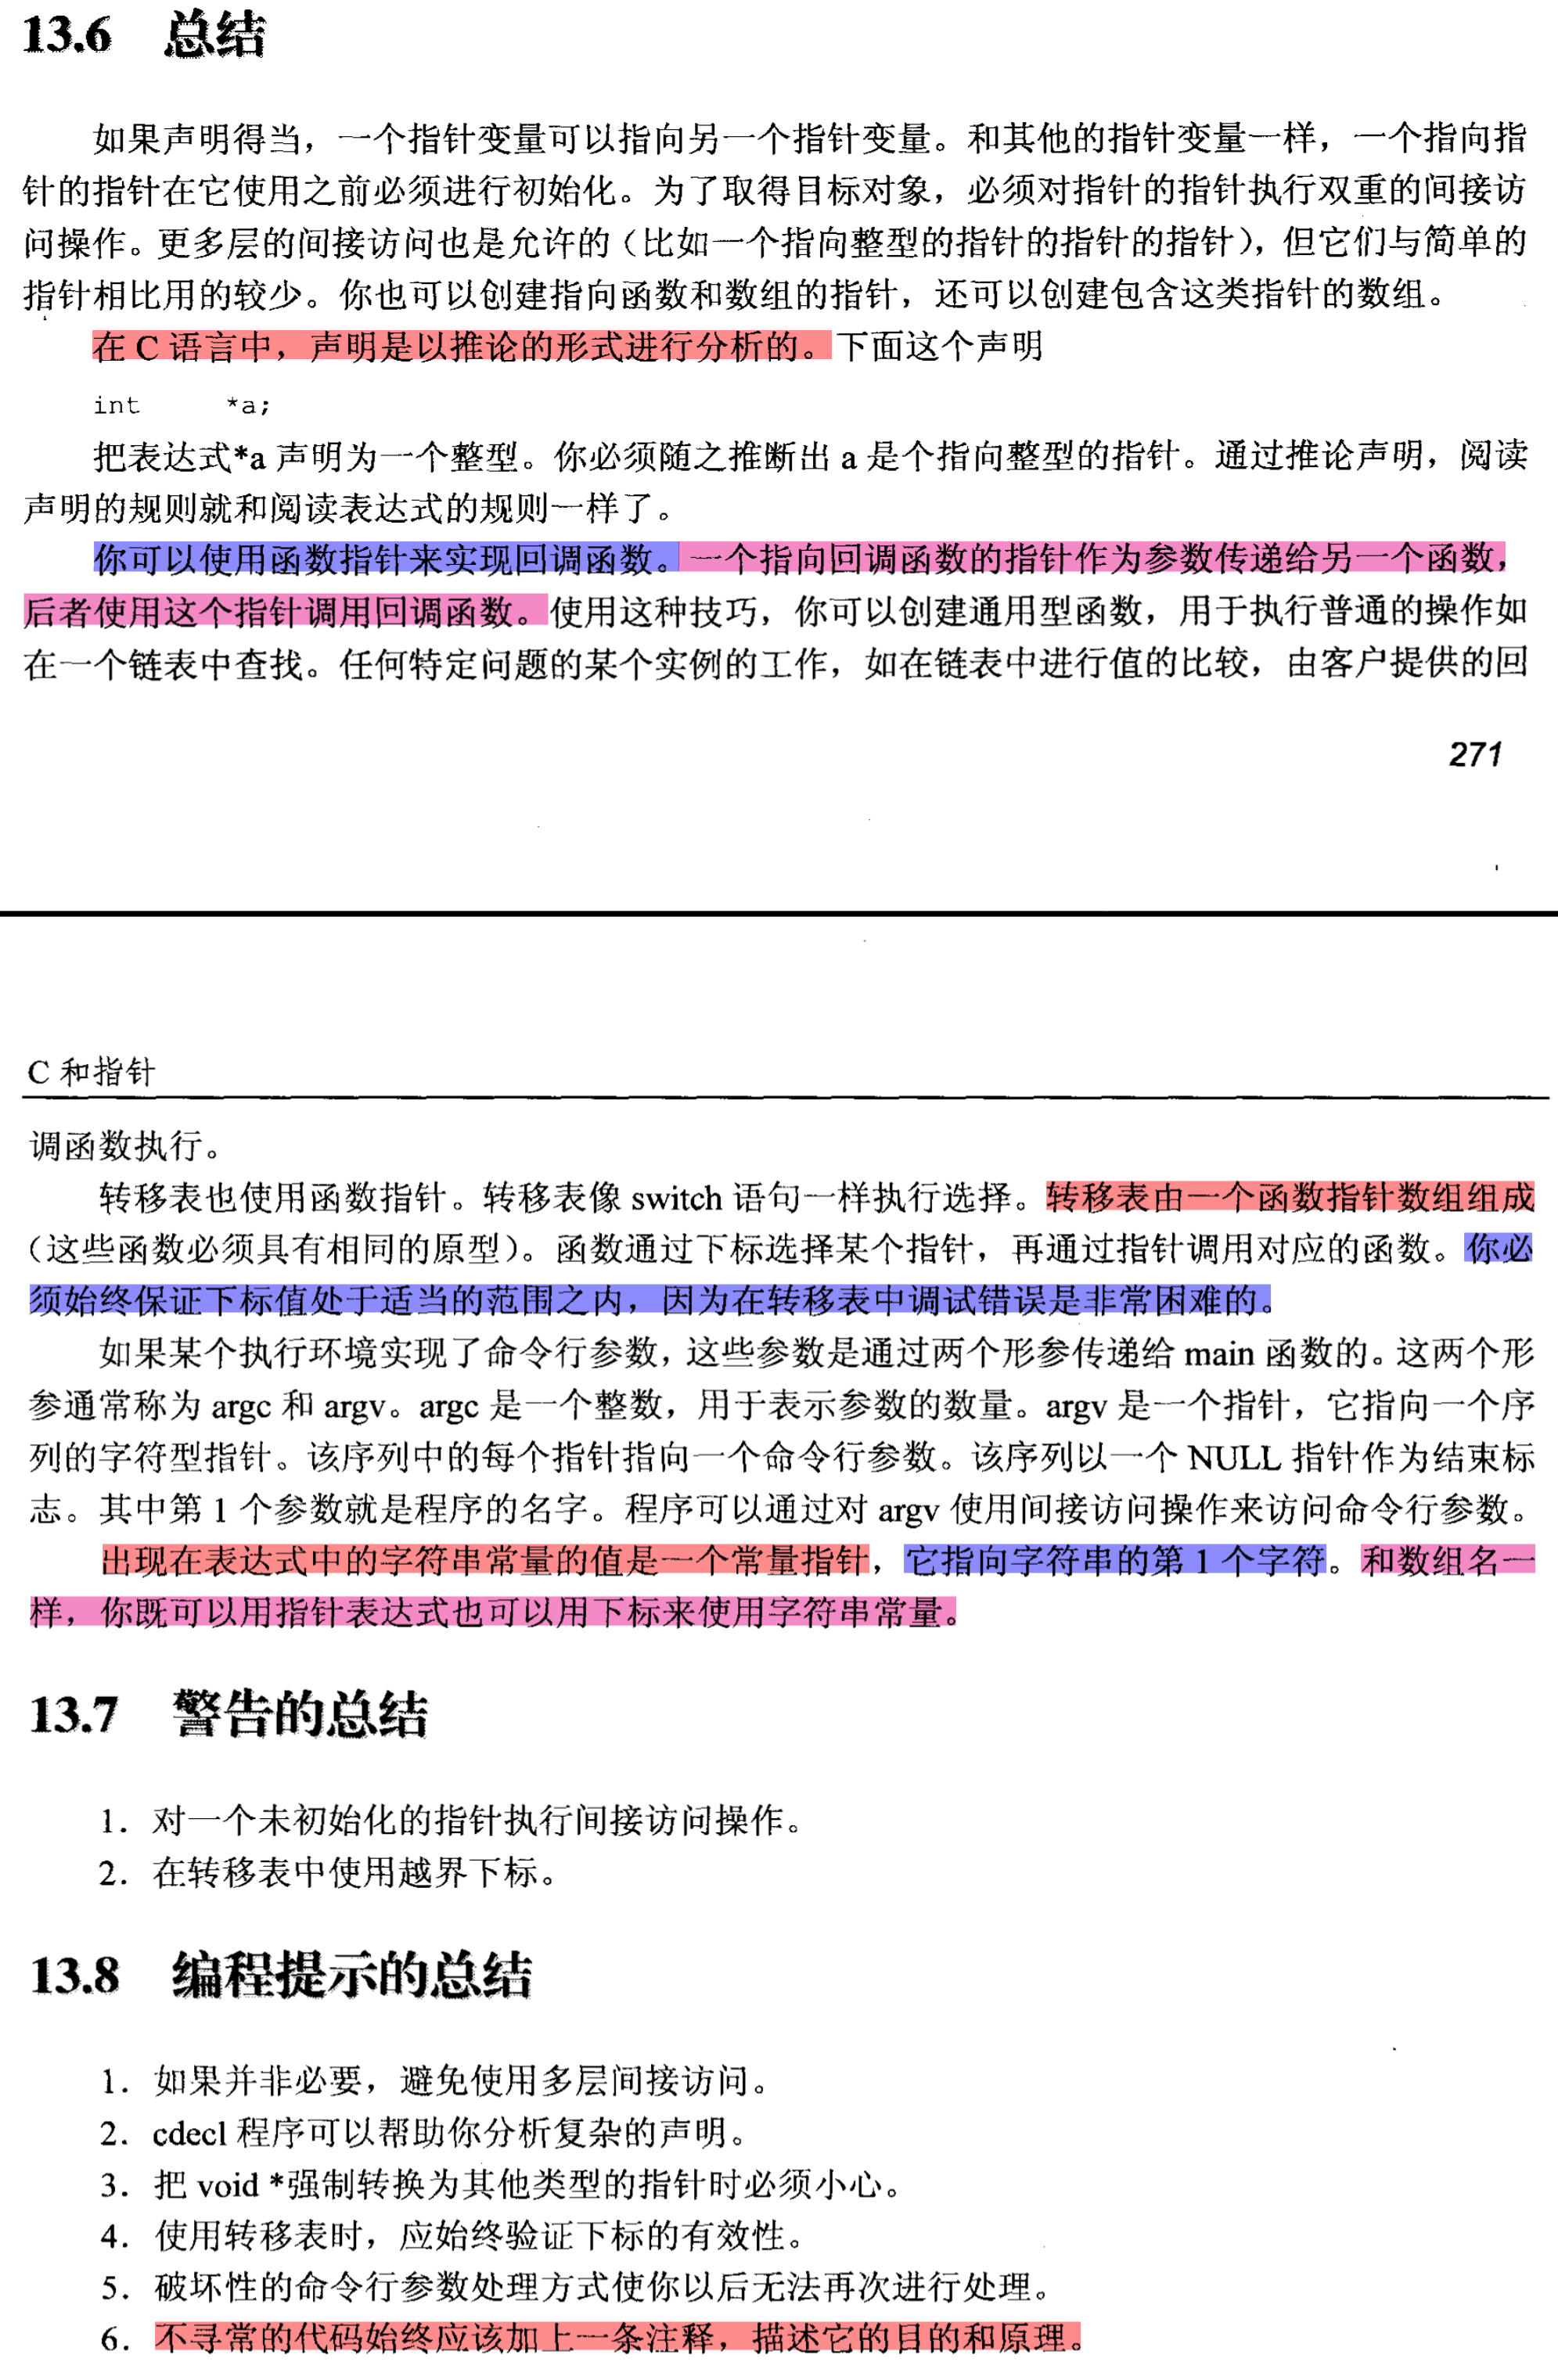 13.6 总结
如果声明得当，一个指针变量可以指向另一个指针变量。和其他的指针变量一样，一个指向指
针的指针在它使用之前必须进行初始化。为了取得目标对象，必须对指针的指针执行双重的间接访
问操作。更多层的间接访问也是允许的（比如一个指向整型的指针的指针的指针），但它们与简单的
指针相比用的较少。你也可以创建指向函数和数组的指针，还可以创建包含这类指针的数组。
在 C 语言中，声明是以推论的形式进行分析的。下面这个声明
int *a;
把表达式*a 声明为一个整型。你必须随之推断出 a 是个指向整型的指针。通过推论声明，阅读
声明的规则就和阅读表达式的规则一样了。
你可以使用函数指针来实现回调函数。一个指向回调函数的指针作为参数传递给另一个函数，
后者使用这个指针调用回调函数。使用这种技巧，你可以创建通用型函数，用于执行普通的操作如
在一个链表中查找。任何特定问题的某个实例的工作，如在链表中进行值的比较，由客户提供的回
271
C 和指针
调函数执行。
转移表也使用函数指针。转移表像 switch 语句一样执行选择。转移表由一个函数指针数组组成
（这些函数必须具有相同的原型）。函数通过下标选择某个指针，再通过指针调用对应的函数。你必
须始终保证下标值处于适当的范围之内，因为在转移表中调试错误是非常困难的。
如果某个执行环境实现了命令行参数，这些参数是通过两个形参传递给 main 函数的。这两个形
参通常称为 argc 和 argv。argc 是一个整数，用于表示参数的数量。argv 是一个指针，它指向一个序
列的字符型指针。该序列中的每个指针指向一个命令行参数。该序列以一个 NULL 指针作为结束标
志。其中第 1 个参数就是程序的名字。程序可以通过对 argv 使用间接访问操作来访问命令行参数。
出现在表达式中的字符串常量的值是一个常量指针，它指向字符串的第 1 个字符。和数组名一
样，你既可以用指针表达式也可以用下标来使用字符串常量。
13.7 警告的总结
1. 对一个未初始化的指针执行间接访问操作。
2. 在转移表中使用越界下标。
13.8 编程提示的总结
1. 如果并非必要，避免使用多层间接访问。
2. cdecl 程序可以帮助你分析复杂的声明。
3. 把 void *强制转换为其他类型的指针时必须小心。
4. 使用转移表时，应始终验证下标的有效性。
5. 破坏性的命令行参数处理方式使你以后无法再次进行处理。
6. 不寻常的代码始终应该加上一条注释，描述它的目的和原理。